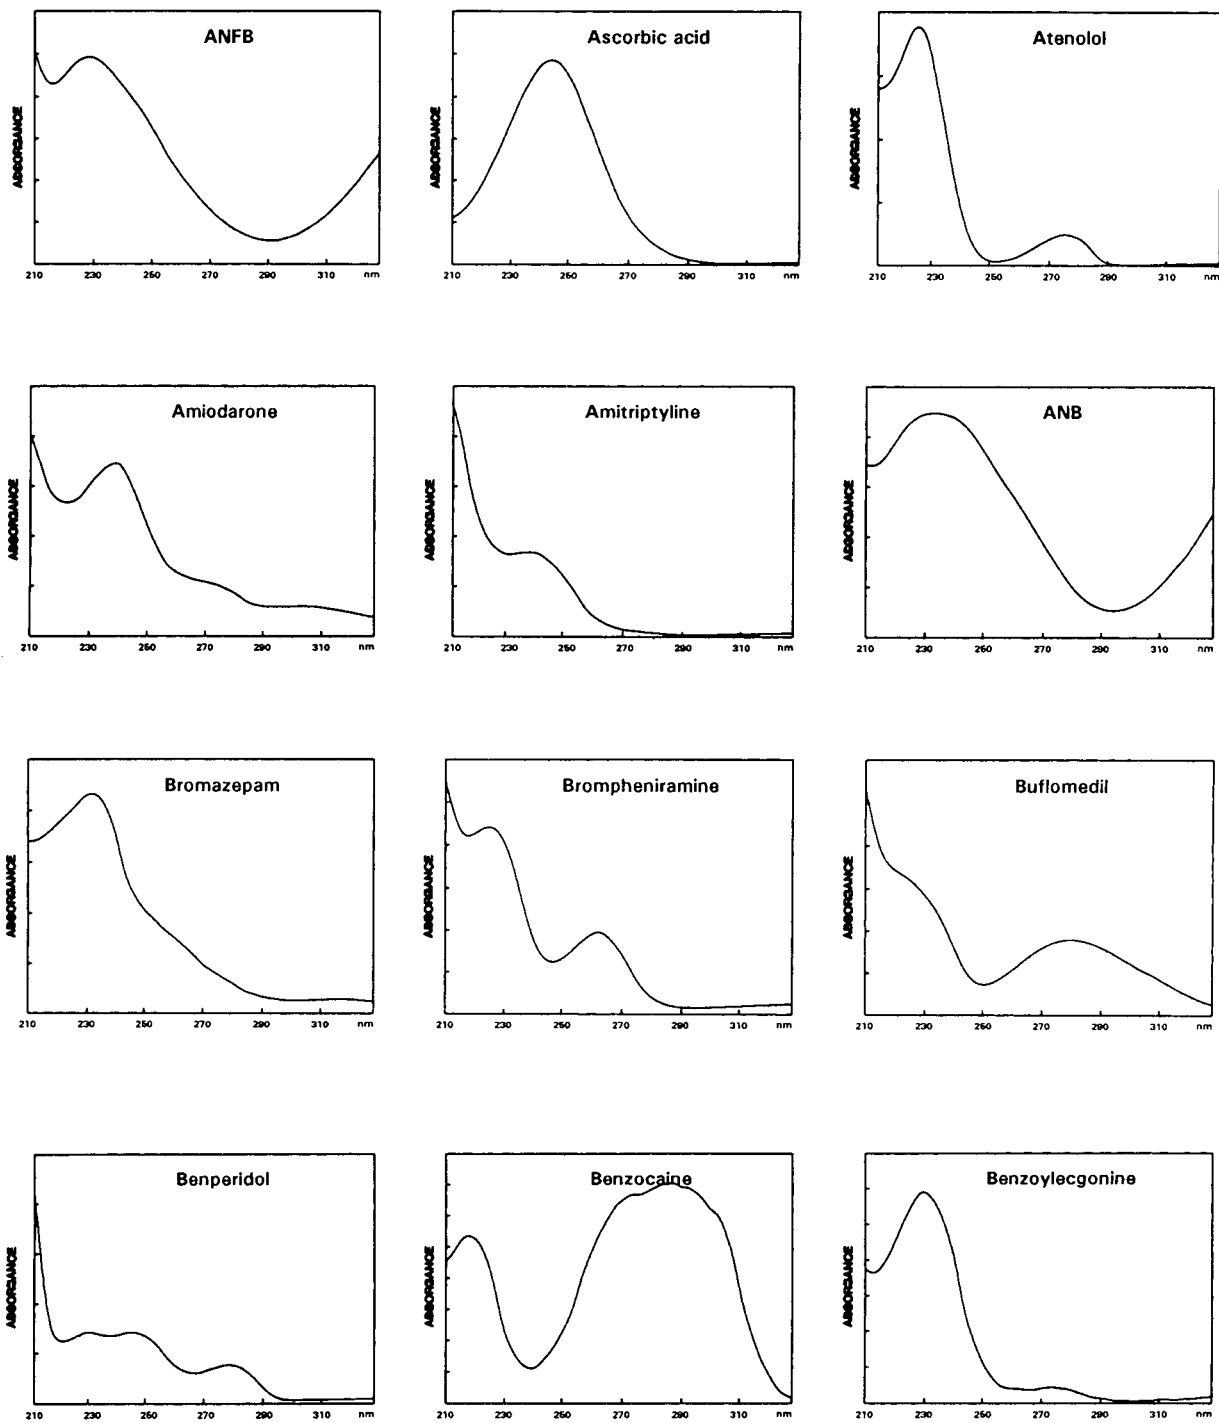 ANFB
ABSORBANCE
210 230 250 270 290 310 nm
Ascorbic acid
ABSORBANCE
210 230 250 270 290 310 nm
Atenolol
ABSORBANCE
210 230 250 270 290 310 nm
Amiodarone
ABSORBANCE
210 230 250 270 290 310 nm
Amitriptyline
ABSORBANCE
210 230 250 270 290 310 nm
ANB
ABSORBANCE
210 230 250 270 290 310 nm
Bromazepam
ABSORBANCE
210 230 250 270 290 310 nm
Brompheniramine
ABSORBANCE
210 230 250 270 290 310 nm
Buflomedil
ABSORBANCE
210 230 250 270 290 310 nm
Benperidol
ABSORBANCE
210 230 250 270 290 310 nm
Benzocaine
ABSORBANCE
210 230 250 270 290 310 nm
Benzoylecgonine
ABSORBANCE
210 230 250 270 290 310 nm